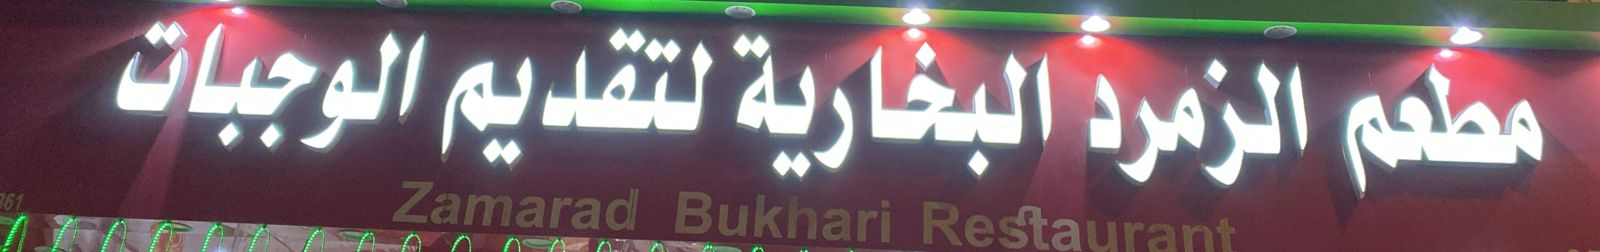 مطعم الزمرد البخارية لتقديم الوجبات
Zamarad Bukhari Restaurant